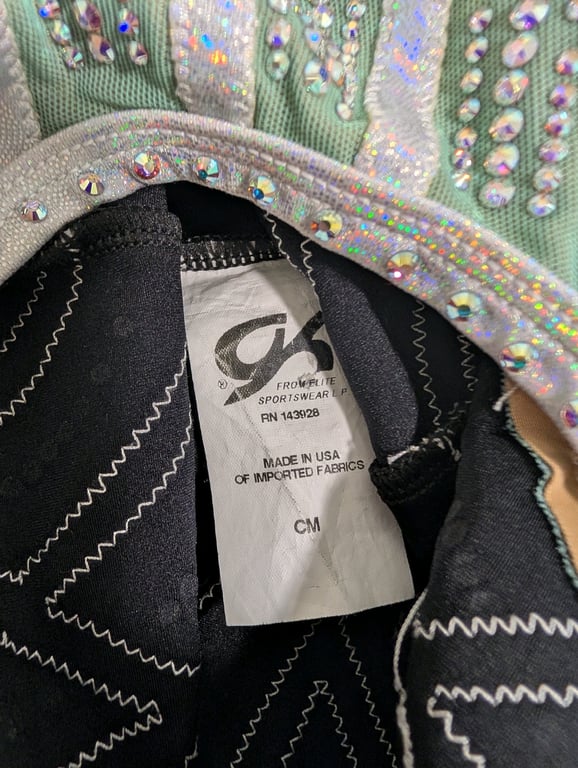 GK
®
FROM ELITE
SPORTSWEAR L.P.
RN 143928
MADE IN USA
OF IMPORTED FABRICS
CM